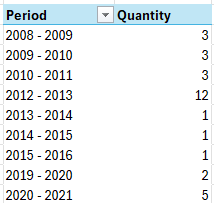 Period Quantity
2008 - 2009 3
2009 - 2010 3
2010 - 2011 3
2012 - 2013 12
2013 - 2014 1
2014 - 2015 1
2015 - 2016 1
2019 - 2020 2
2020 - 2021 5